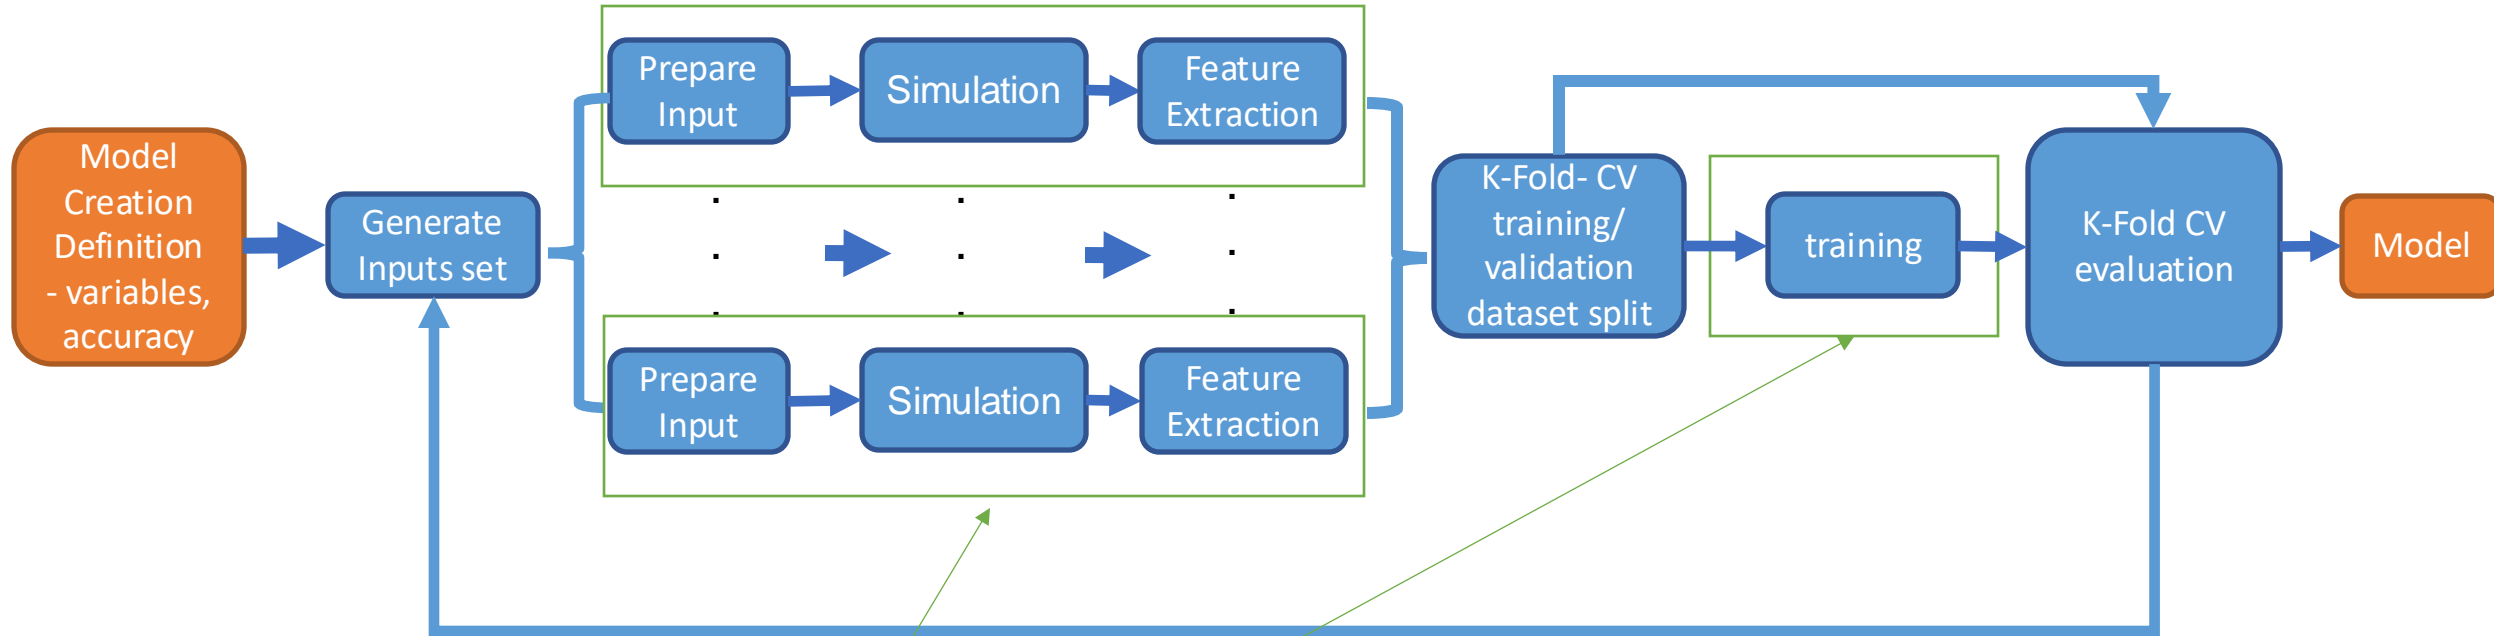 Model
Creation
Definition
- variables,
accuracy
Generate
Inputs set
Prepare
Input
Simulation
Feature
Extraction
Prepare
Input
Simulation
Feature
Extraction
K-Fold- CV
training/
validation
dataset split
training
K-Fold CV
evaluation
Model